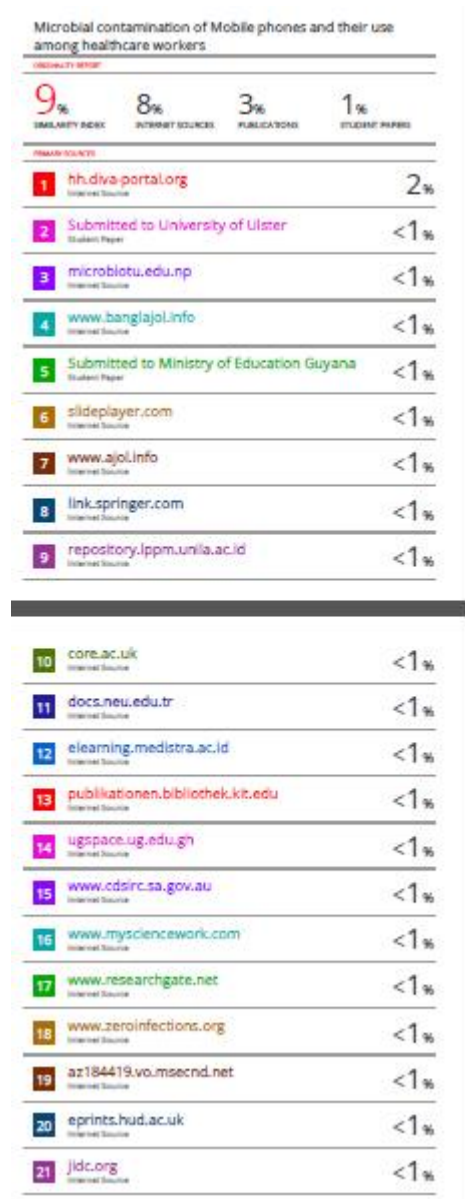 Microbial contamination of Mobile phones and their use
among healthcare workers
ORIGINALITY REPORT
9%
SIMILARITY INDEX
8%
INTERNET SOURCES
3%
PUBLICATIONS
1%
STUDENT PAPERS
PRIMARY SOURCES
1 hh.diva-portal.org 2%
Internet Source
2 Submitted to University of Ulster <1%
Student Paper
3 microbiotu.edu.np <1%
Internet Source
4 www.banglajol.info <1%
Internet Source
5 Submitted to Ministry of Education Guyana <1%
Student Paper
6 slideplayer.com <1%
Internet Source
7 www.ajol.info <1%
Internet Source
8 link.springer.com <1%
Internet Source
9 repository.lppm.unila.ac.id <1%
Internet Source
10 core.ac.uk <1%
Internet Source
11 docs.neu.edu.tr <1%
Internet Source
12 elearning.medistra.ac.id <1%
Internet Source
13 publikationen.bibliothek.kit.edu <1%
Internet Source
14 ugspace.ug.edu.gh <1%
Internet Source
15 www.cdsirc.sa.gov.au <1%
Internet Source
16 www.mysciencework.com <1%
Internet Source
17 www.researchgate.net <1%
Internet Source
18 www.zeroinfections.org <1%
Internet Source
19 az184419.vo.msecnd.net <1%
Internet Source
20 eprints.hud.ac.uk <1%
Internet Source
21 jidc.org <1%
Internet Source